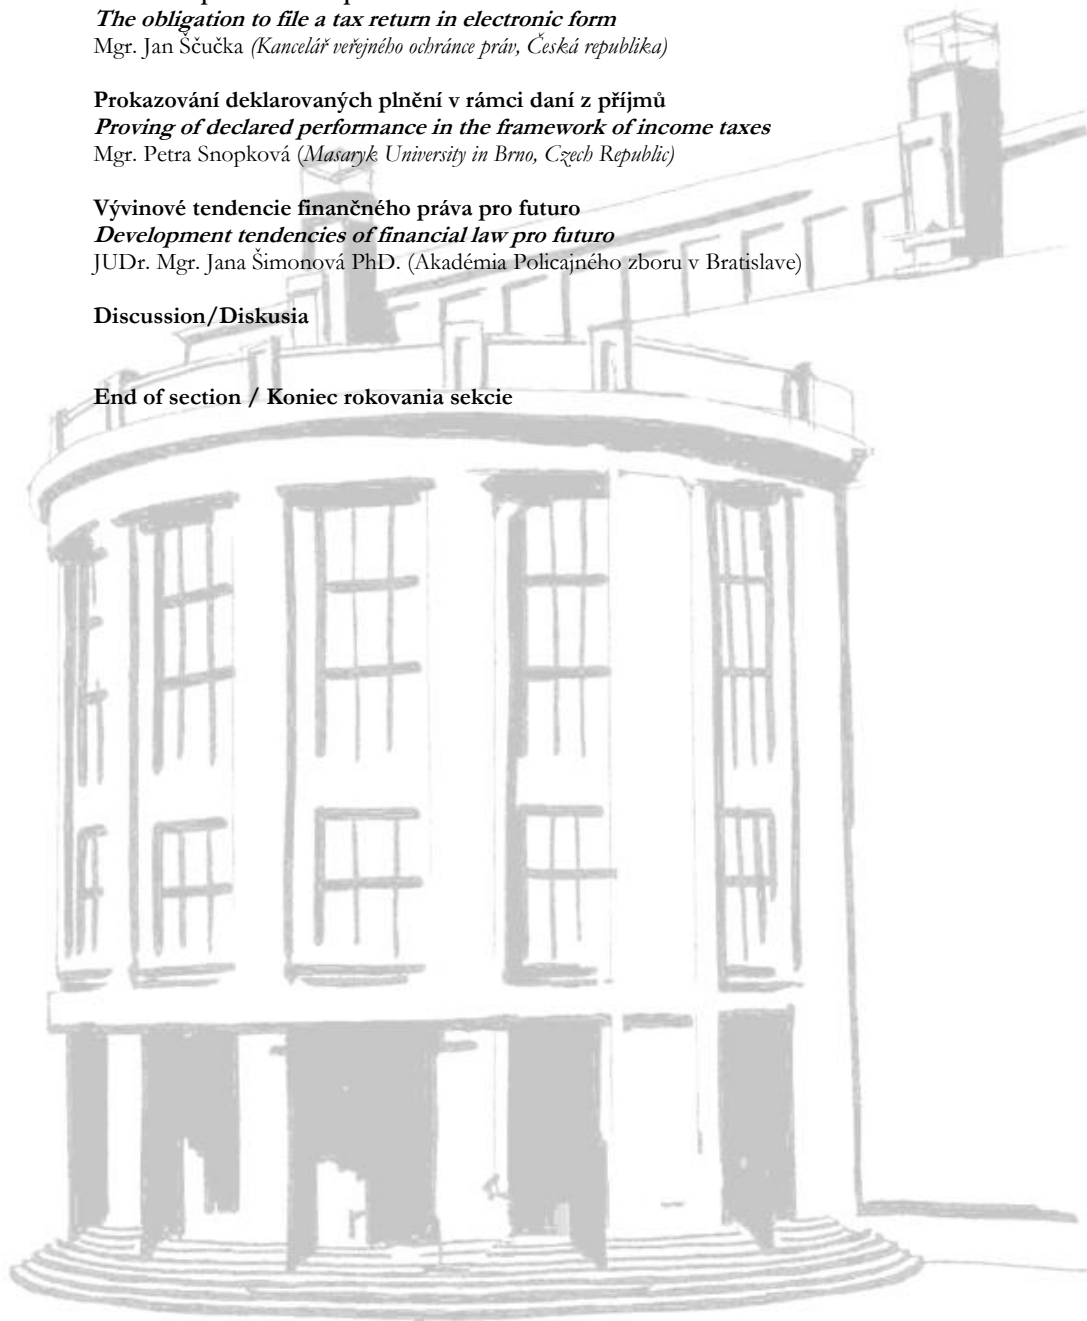 The obligation to file a tax return in electronic form
Mgr. Jan Ščučka (Kancelář veřejného ochránce práv, Česká republika)
Prokazování deklarovaných plnění v rámci daní z příjmů
Proving of declared performance in the framework of income taxes
Mgr. Petra Snopková (Masaryk University in Brno, Czech Republic)
Vývinové tendencie finančného práva pro futuro
Development tendencies of financial law pro futuro
JUDr. Mgr. Jana Šimonová PhD. (Akadémia Policajného zboru v Bratislave)
Discussion/Diskusia
End of section / Koniec rokovania sekcie